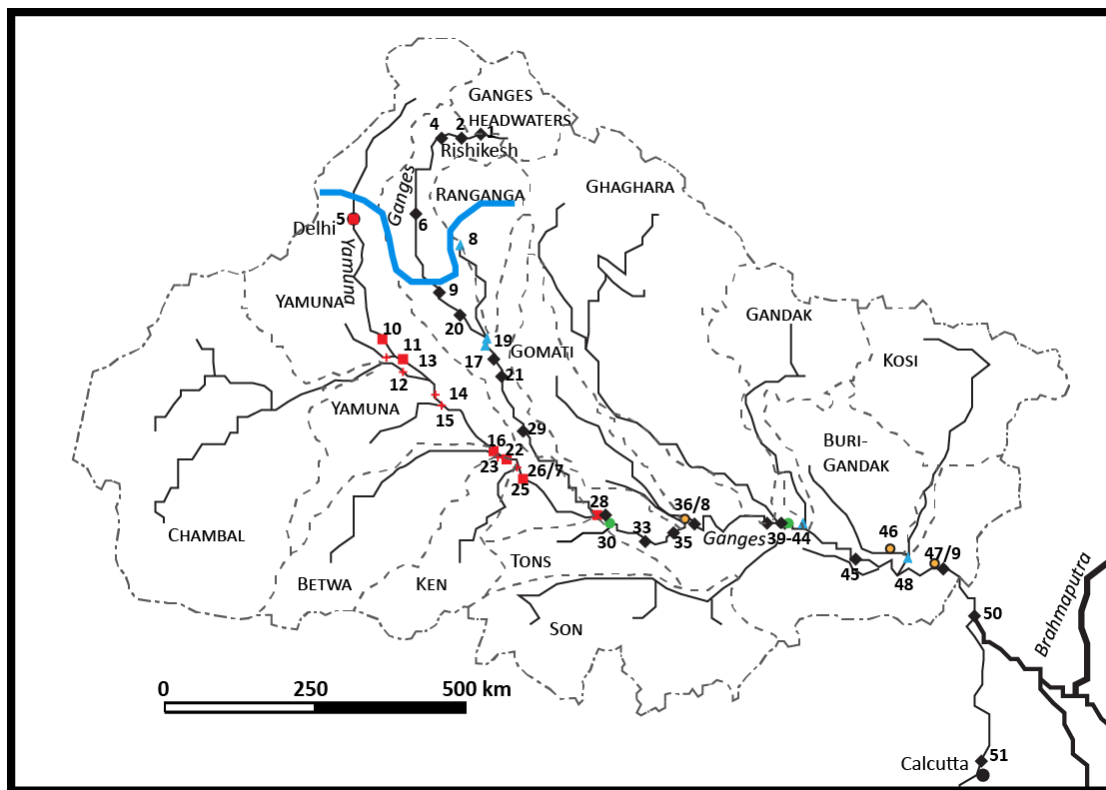 GANGES
HEADWATERS
4 2 1
Rishikesh
Ganges
RANGANGA
GHAGHARA
Delhi 5
6
8
Yamuna
YAMUNA
9
GANDAK
20
10
19
11
GOMATI
KOSI
17
13
12
21
14
YAMUNA
15
29
BURI-
GANDAK
16
22
23
26/7
25
28
36/8
CHAMBAL
30
33
35
Ganges
39-44
46
TONS
45
48
47/9
BETWA
KEN
SON
50
Brahmaputra
0 250 500 km
Calcutta
51